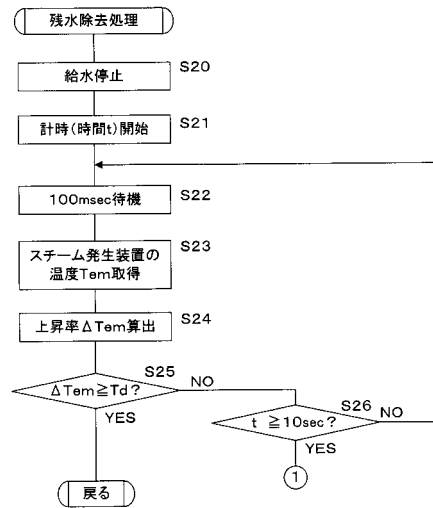 残水除去処理
給水停止
S20
計時(時間t)開始
S21
100msec待機
S22
スチーム発生装置の
温度Tem取得
S23
上昇率ΔTem算出
S24
ΔTem≧Td?
S25
NO
YES
t ≧10sec?
S26
NO
YES
1
戻る